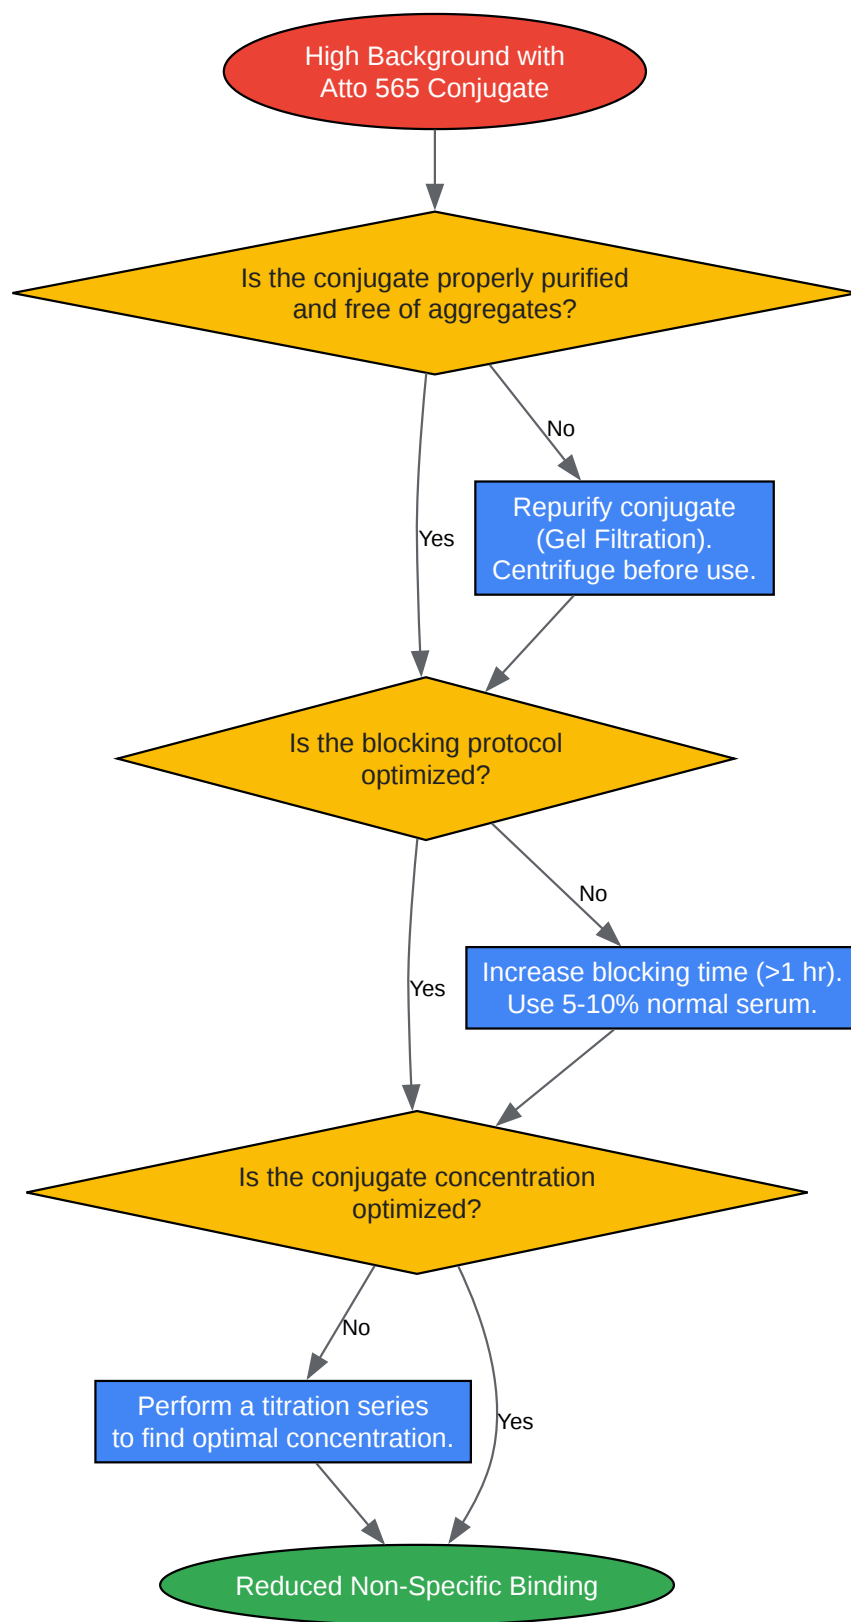 High Background with
Atto 565 Conjugate
Is the conjugate properly purified
and free of aggregates?
No
Yes
Repurify conjugate
(Gel Filtration).
Centrifuge before use.
Is the blocking protocol
optimized?
No
Yes
Increase blocking time (>1 hr).
Use 5-10% normal serum.
Is the conjugate concentration
optimized?
No
Yes
Perform a titration series
to find optimal concentration.
Reduced Non-Specific Binding